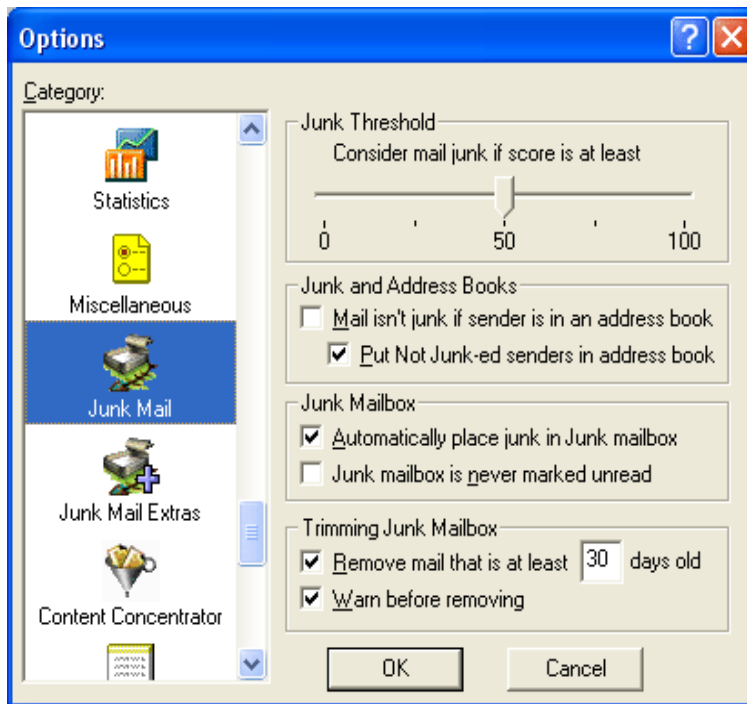 Options
Category:
Statistics
Miscellaneous
Junk Mail
Junk Mail Extras
Content Concentrator
Junk Threshold
Consider mail junk if score is at least
0 50 100
Junk and Address Books
Mail isn't junk if sender is in an address book
Put Not Junk-ed senders in address book
Junk Mailbox
Automatically place junk in Junk mailbox
Junk mailbox is never marked unread
Trimming Junk Mailbox
Remove mail that is at least 30 days old
Warn before removing
OK Cancel